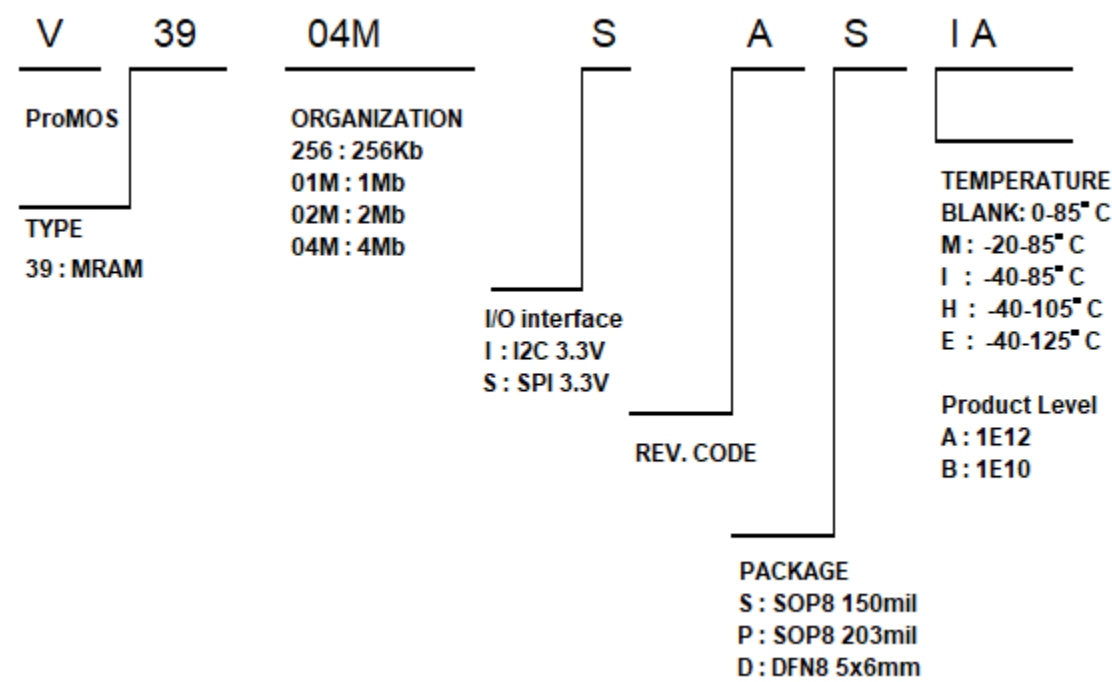 V 39 04M S A S I A
ProMOS
TYPE
39 : MRAM
ORGANIZATION
256 : 256Kb
01M : 1Mb
02M : 2Mb
04M : 4Mb
I/O interface
I : I2C 3.3V
S : SPI 3.3V
REV. CODE
PACKAGE
S : SOP8 150mil
P : SOP8 203mil
D : DFN8 5x6mm
TEMPERATURE
BLANK: 0-85° C
M : -20-85° C
I : -40-85° C
H : -40-105° C
E : -40-125° C
Product Level
A : 1E12
B : 1E10